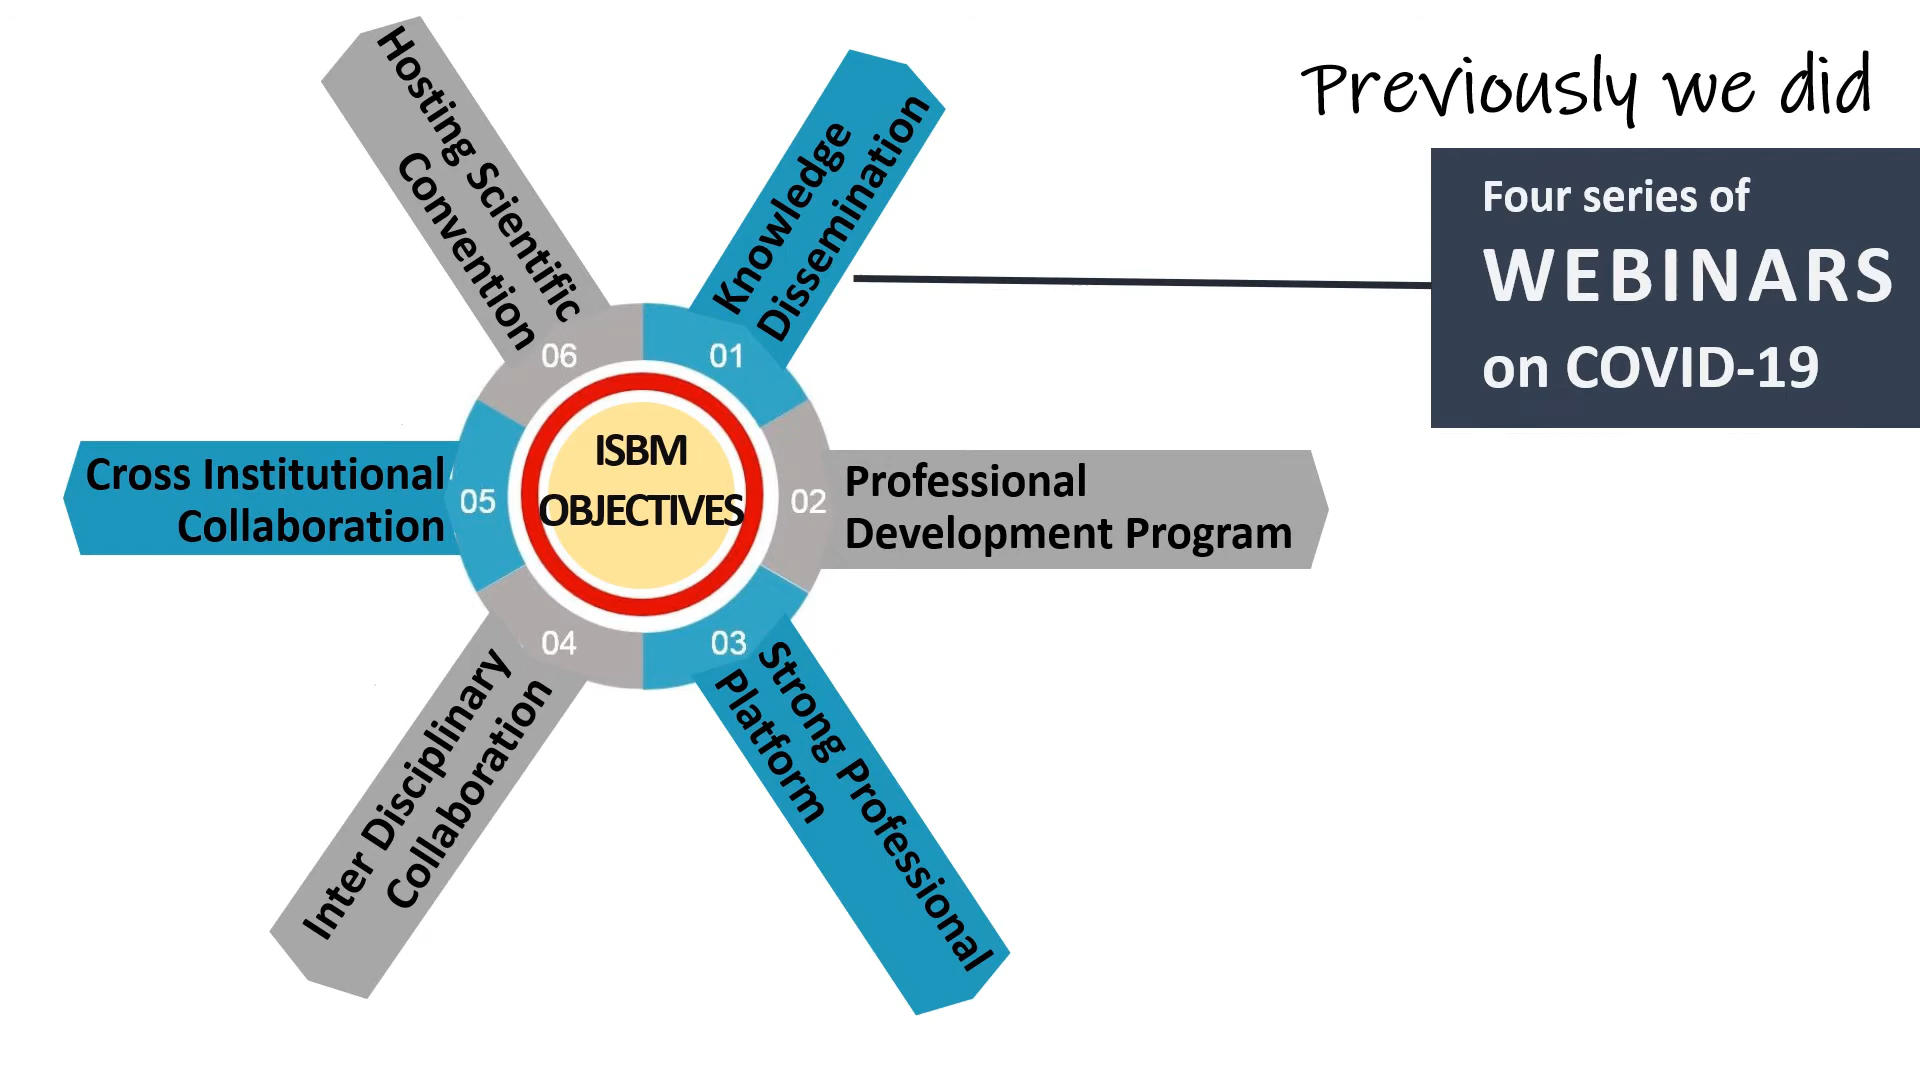 Previously we did
Four series of
WEBINARS
on COVID-19
ISBM
OBJECTIVES
01
Knowledge
Dissemination
02
Professional
Development Program
03
Strong Professional
Platform
04
Inter Disciplinary
Collaboration
05
Cross Institutional
Collaboration
06
Hosting Scientific
Convention